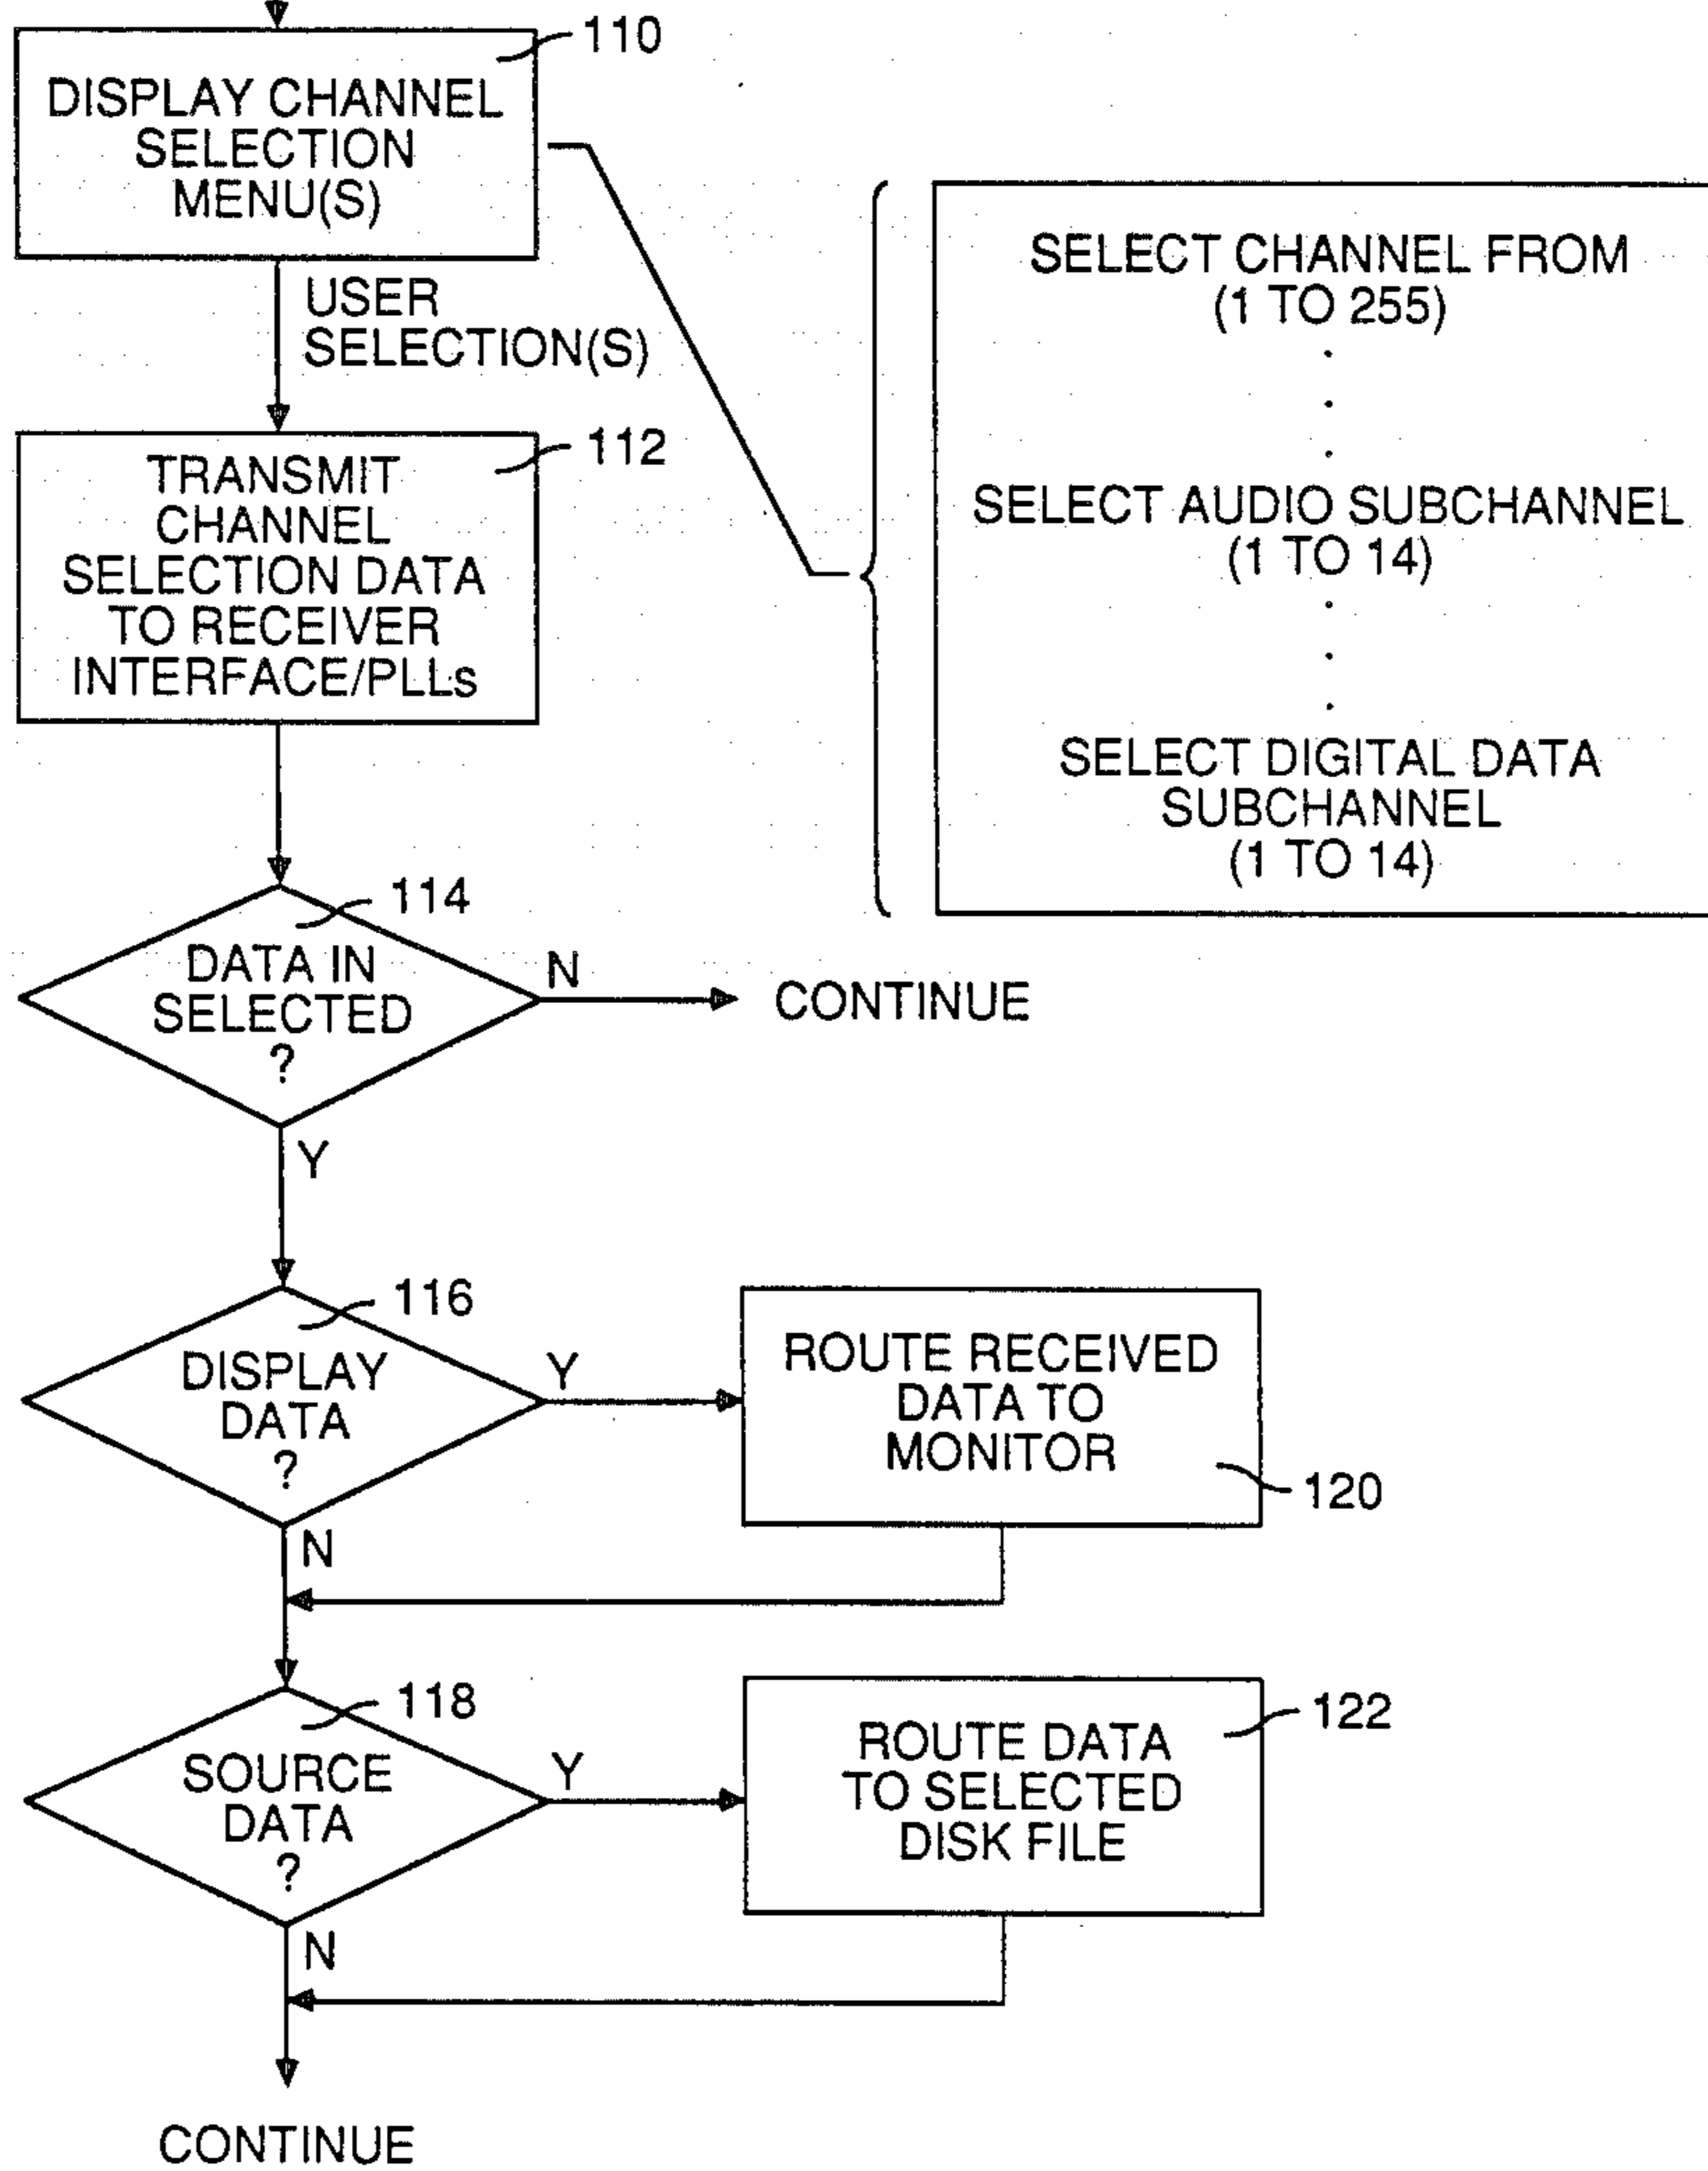 110
DISPLAY CHANNEL
SELECTION
MENU(S)
USER
SELECTION(S)
SELECT CHANNEL FROM
(1 TO 255)
SELECT AUDIO SUBCHANNEL
(1 TO 14)
SELECT DIGITAL DATA
SUBCHANNEL
(1 TO 14)
112
TRANSMIT
CHANNEL
SELECTION DATA
TO RECEIVER
INTERFACE/PLLs
114
DATA IN
SELECTED
?
N
CONTINUE
Y
116
DISPLAY
DATA
?
Y
ROUTE RECEIVED
DATA TO
MONITOR
120
N
118
SOURCE
DATA
?
Y
122
ROUTE DATA
TO SELECTED
DISK FILE
N
CONTINUE